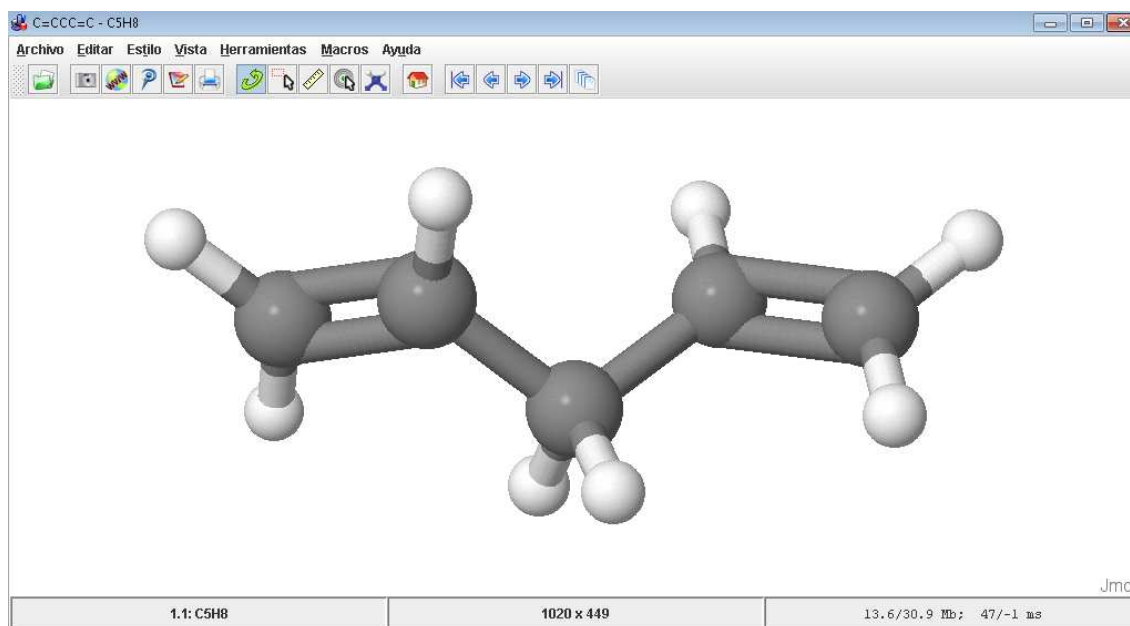 C=CCC=C - C5H8
Archivo Editar Estilo Vista Herramientas Macros Ayuda
Jmo
1.1: C5H8 1020 x 449 13.6/30.9 Mb; 47/-1 ms